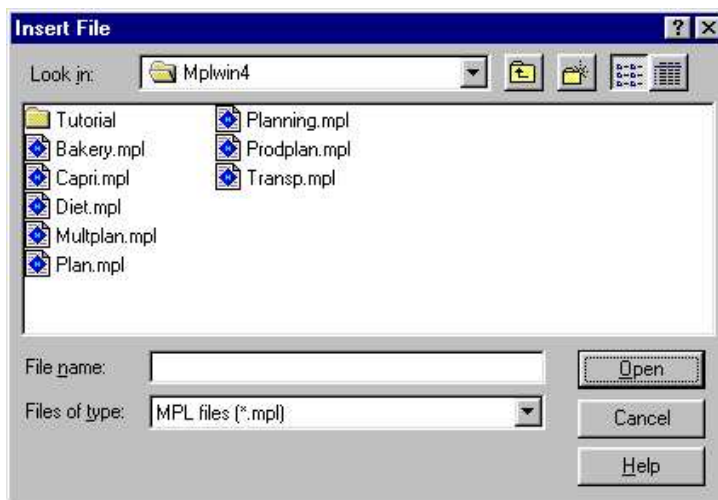 Insert File
Look in: Mplwin4
Tutorial Planning.mpl
Bakery.mpl Prodplan.mpl
Capri.mpl Transp.mpl
Diet.mpl
Multplan.mpl
Plan.mpl
File name: Open
Files of type: MPL files (*.mpl) Cancel
Help